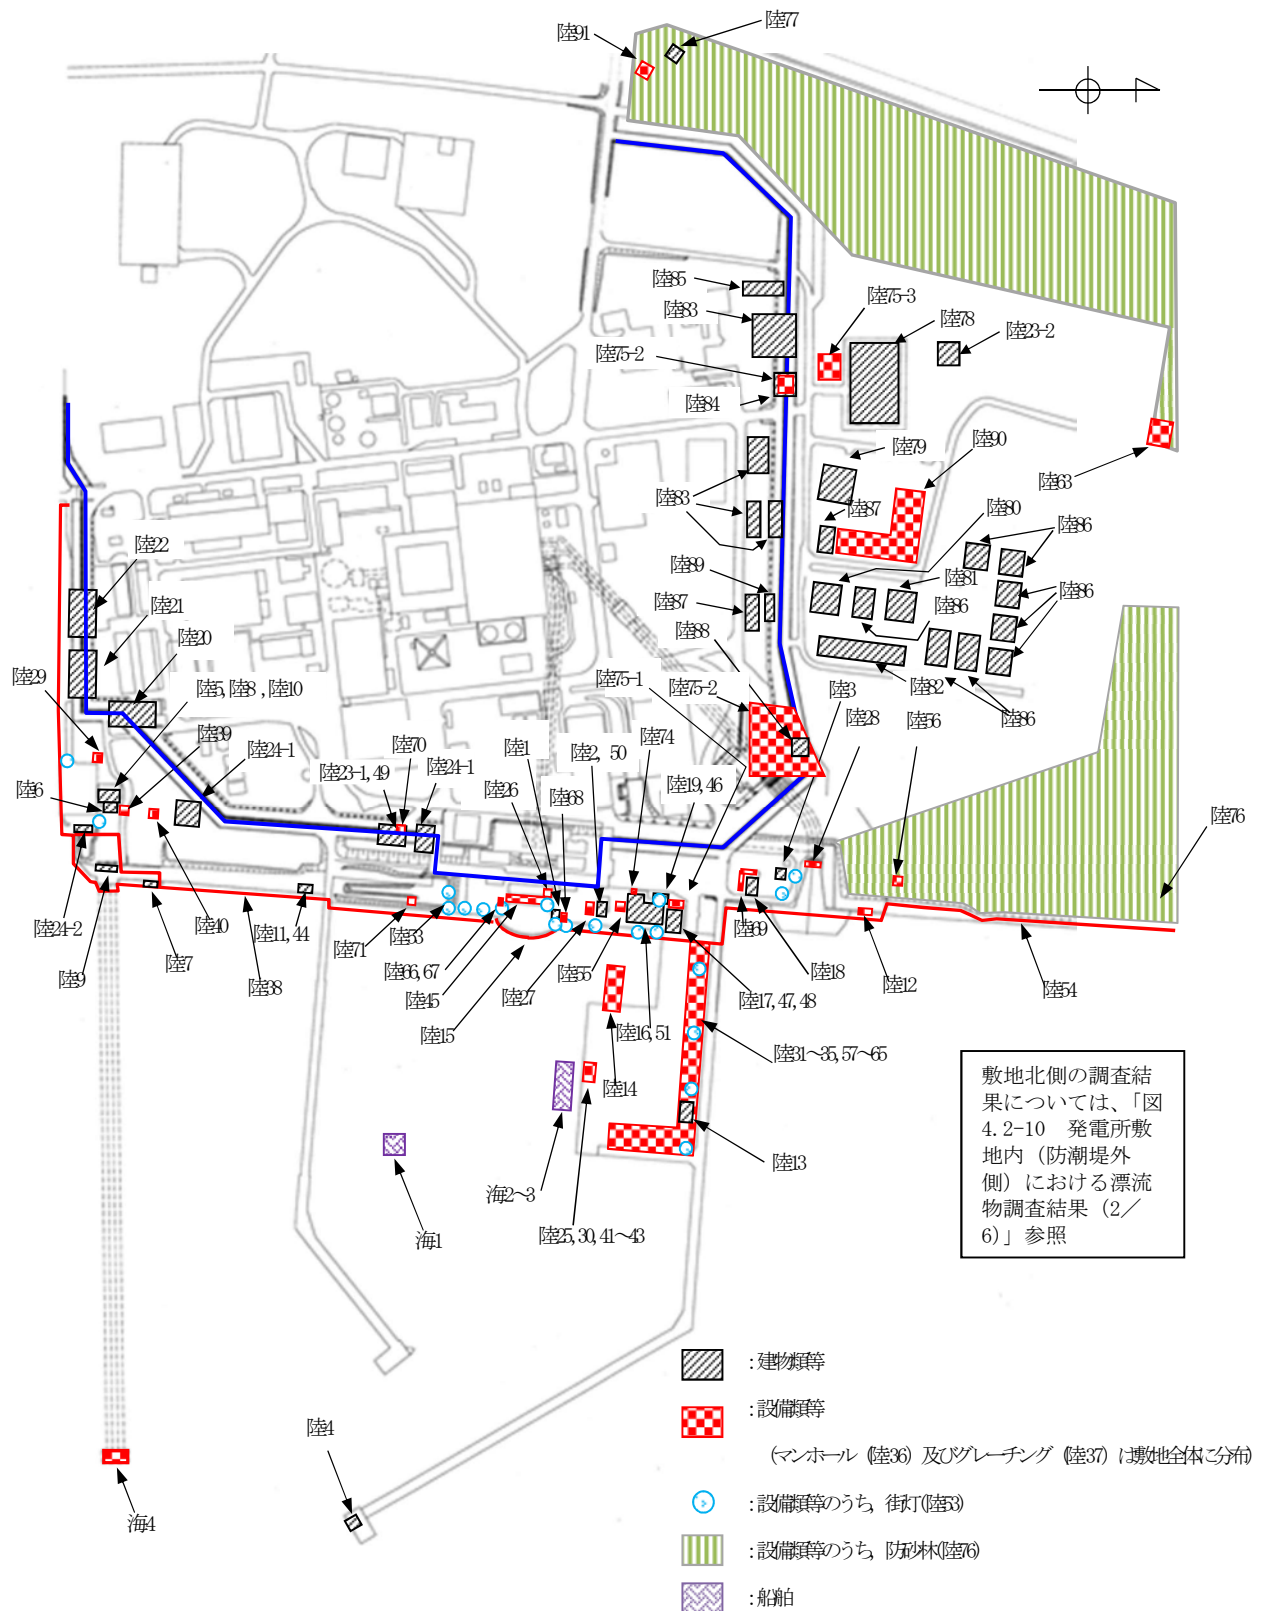 陸91
陸77
陸85
陸83
陸75-3
陸78
陸23-2
陸75-2
陸84
陸79
陸90
陸63
陸83
陸87
陸80
陸86
陸22
陸89
陸81
陸86
陸21
陸87
陸86
陸20
陸88
陸29
陸5,陸8 ,陸10
陸75-1
陸75-2
陸82
陸3
陸86
陸28
陸56
陸39
陸24-1
陸70
陸23-1,49
陸24-1
陸1
陸2, 50
陸74
陸6
陸26
陸68
陸19,46
陸76
陸24-2
陸40
陸11,44
陸53
陸9
陸7
陸71
陸66,67
陸55
陸69
陸18
陸38
陸45
陸27
陸17,47,48
陸12
陸54
陸15
陸16,51
陸31～35,57～65
陸14
陸13
海2～3
海1
陸25,30,41～43
敷地北側の調査結
果については、「図
4.2-10　発電所敷
地内（防潮堤外
側）における漂流
物調査結果（2／
6）」参照
：建物類等
：設備類等
（マンホール（陸36）及びグレーチング（陸37）は敷地全体に分布）
陸4
海4
：設備類等のうち，街灯(陸53)
：設備類等のうち，防砂林(陸76)
：船舶